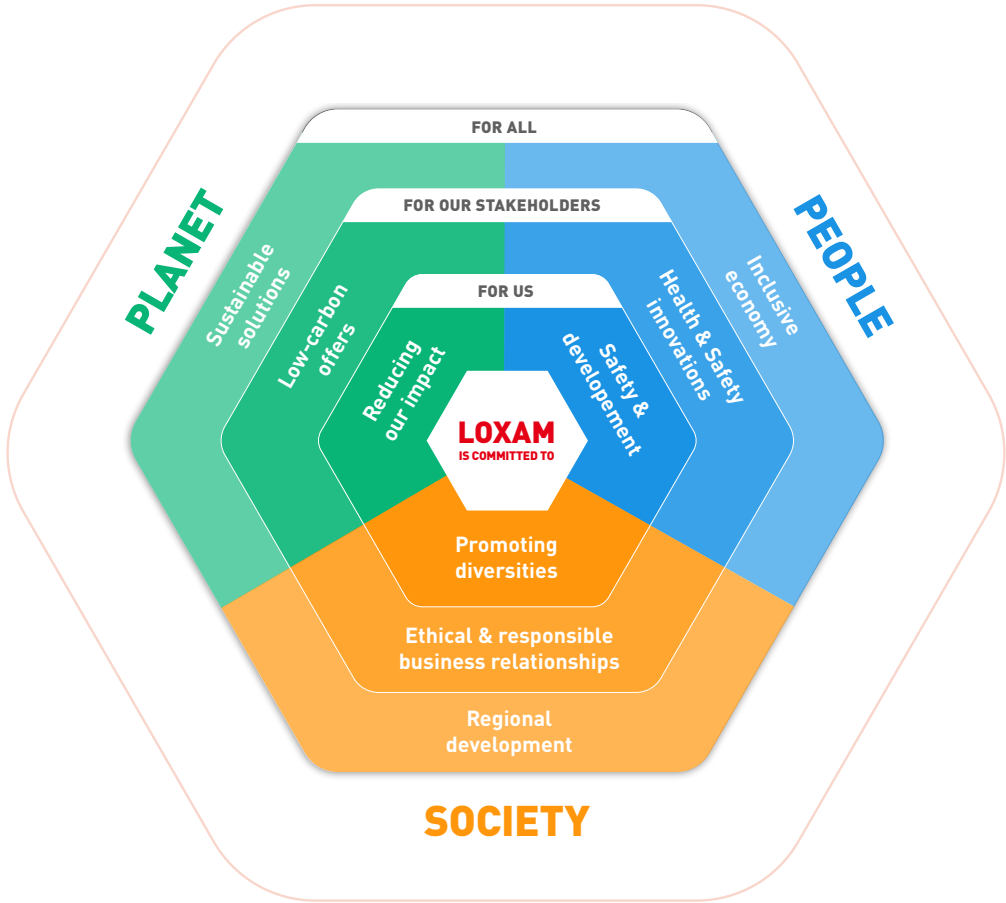 FOR ALL
FOR OUR STAKEHOLDERS
FOR US
PLANET
Sustainable
solutions
Low-carbon
offers
Reducing
our impact
PEOPLE
Inclusive
economy
Health & Safety
innovations
Safety &
developement
LOXAM
IS COMMITTED TO
Promoting
diversities
Ethical & responsible
business relationships
Regional
development
SOCIETY